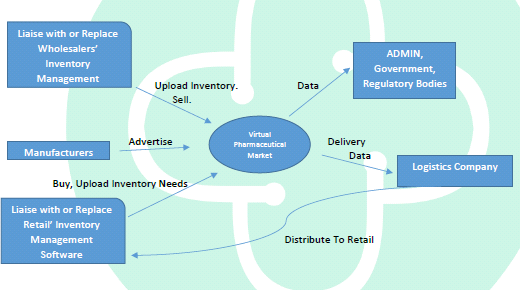 Liaise with or Replace
Wholesalers’
Inventory
Management
ADMIN,
Government,
Regulatory Bodies
Upload Inventory.
Sell.
Data
Virtual
Pharmaceutical
Market
Manufacturers
Advertise
Delivery
Data
Logistics Company
Buy, Upload Inventory Needs
Liaise with or Replace
Retail’ Inventory
Management
Software
Distribute To Retail